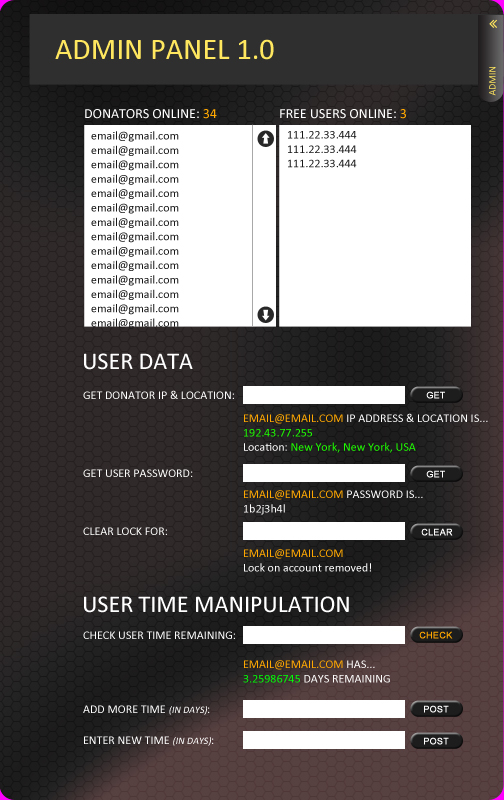 ADMIN PANEL 1.0
ADMIN
DONATORS ONLINE: 34
FREE USERS ONLINE: 3
email@gmail.com
email@gmail.com
email@gmail.com
email@gmail.com
email@gmail.com
email@gmail.com
email@gmail.com
email@gmail.com
email@gmail.com
email@gmail.com
email@gmail.com
email@gmail.com
email@gmail.com
email@gmail.com
111.22.33.444
111.22.33.444
111.22.33.444
USER DATA
GET DONATOR IP & LOCATION: GET
EMAIL@EMAIL.COM IP ADDRESS & LOCATION IS...
192.43.77.255
Location: New York, New York, USA
GET USER PASSWORD: GET
EMAIL@EMAIL.COM PASSWORD IS...
1b2j3h4l
CLEAR LOCK FOR: CLEAR
EMAIL@EMAIL.COM
Lock on account removed!
USER TIME MANIPULATION
CHECK USER TIME REMAINING: CHECK
EMAIL@EMAIL.COM HAS...
3.25986745 DAYS REMAINING
ADD MORE TIME (IN DAYS): POST
ENTER NEW TIME (IN DAYS): POST